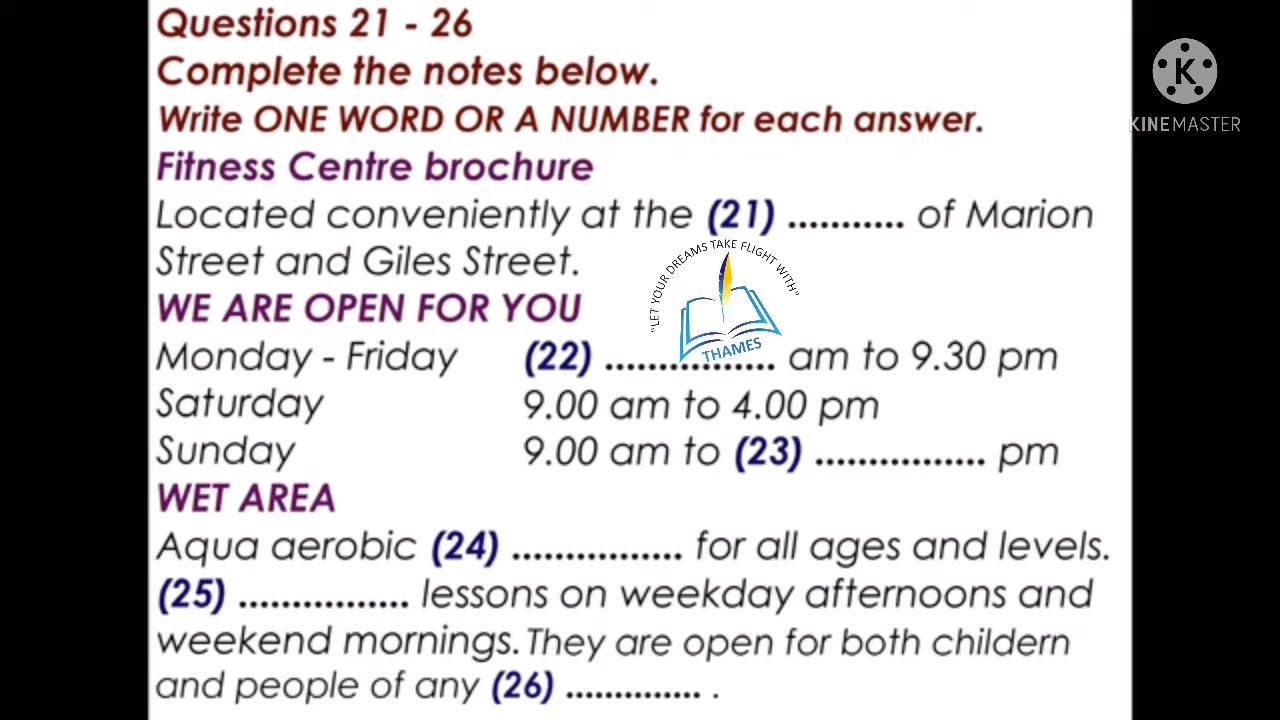 Questions 21 - 26
Complete the notes below.
Write ONE WORD OR A NUMBER for each answer.
Fitness Centre brochure
Located conveniently at the (21) ........... of Marion
Street and Giles Street.
WE ARE OPEN FOR YOU
Monday - Friday (22) ................ am to 9.30 pm
Saturday 9.00 am to 4.00 pm
Sunday 9.00 am to (23) ................ pm
WET AREA
Aqua aerobic (24) ................ for all ages and levels.
(25) ................ lessons on weekday afternoons and
weekend mornings. They are open for both childern
and people of any (26) ............. .
K
KINEMASTER
"LET YOUR DREAMS TAKE FLIGHT WITH"
THAMES